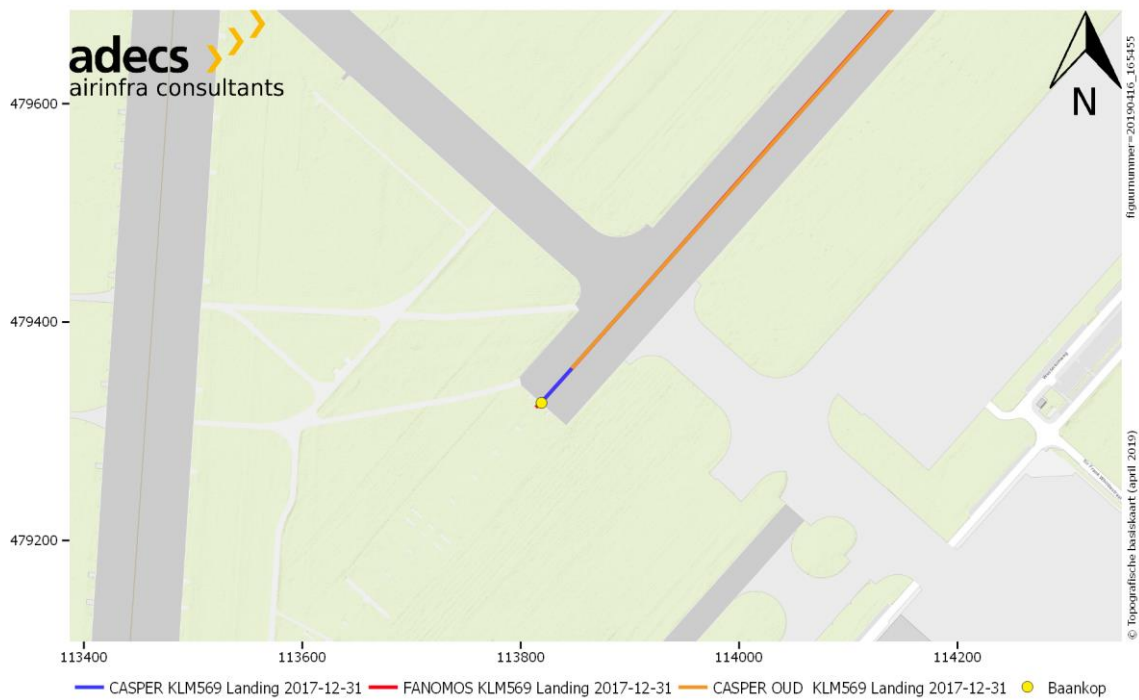 adecs
airinfra consultants
N
figuurnummer=20190416_165455
479600
479400
479200
© Topografische basiskaart (april 2019)
113400 113600 113800 114000 114200
CASPER KLM569 Landing 2017-12-31 FANOMOS KLM569 Landing 2017-12-31 CASPER OUD KLM569 Landing 2017-12-31 Baankop